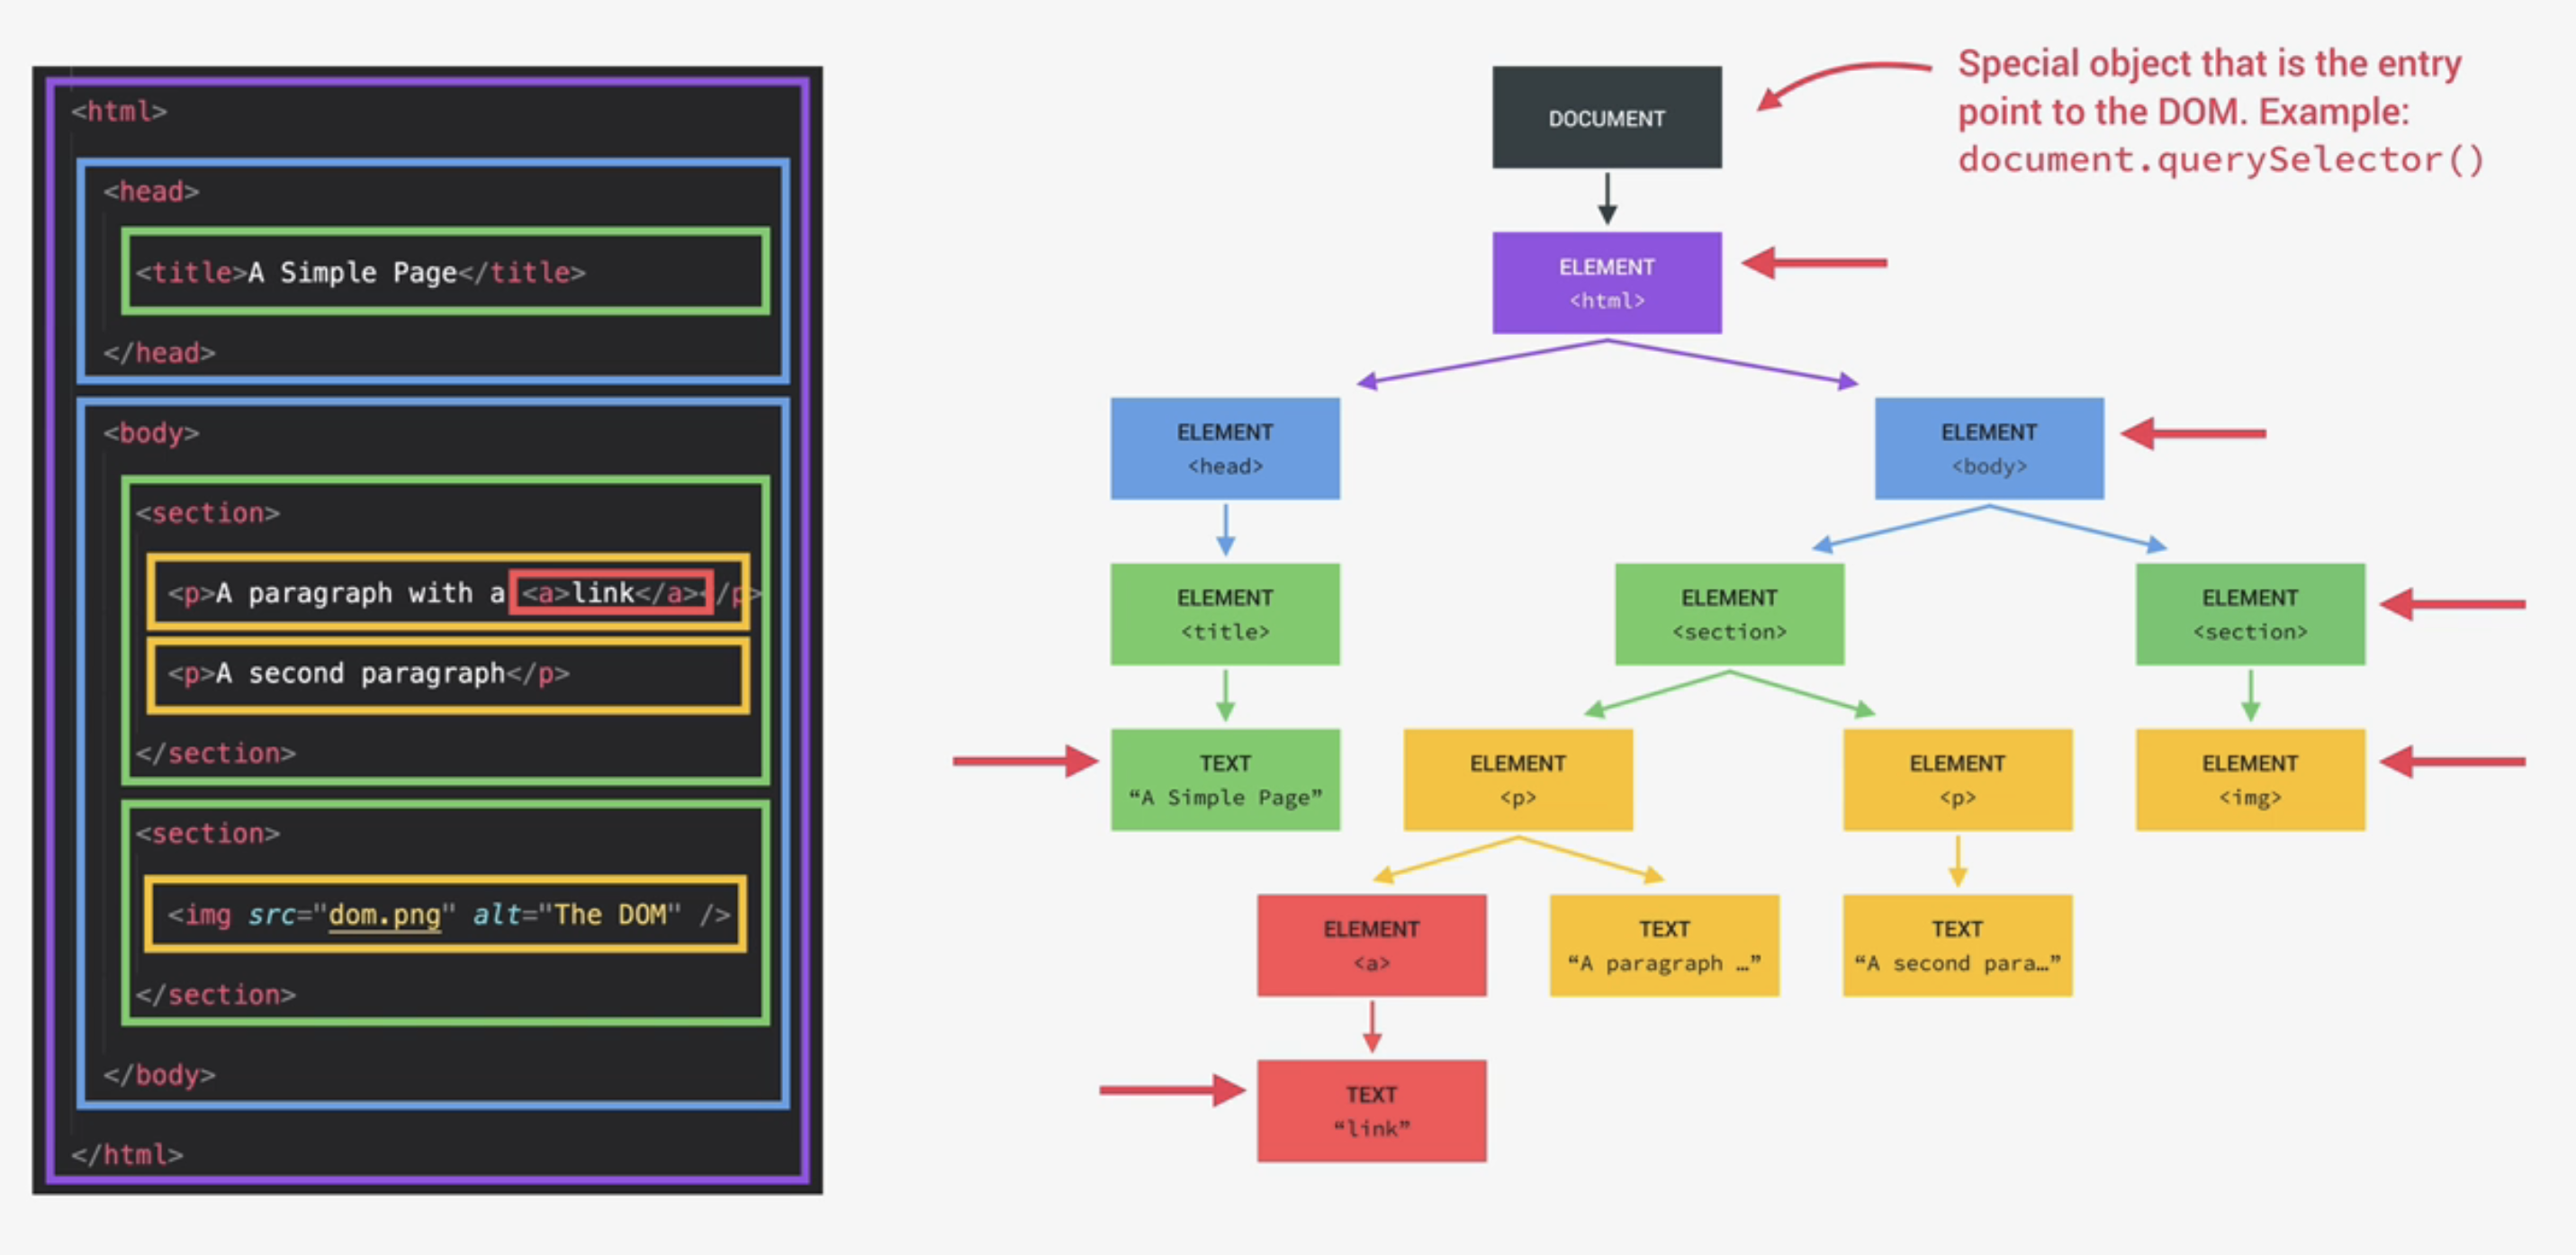 <html>
<head>
<title>A Simple Page</title>
</head>
<body>
<section>
<p>A paragraph with a <a>link</a></p>
<p>A second paragraph</p>
</section>
<section>
<img src="dom.png" alt="The DOM" />
</section>
</body>
</html>
DOCUMENT
Special object that is the entry
point to the DOM. Example:
document.querySelector()
ELEMENT
<html>
ELEMENT
<head>
ELEMENT
<body>
ELEMENT
<title>
ELEMENT
<section>
ELEMENT
<section>
TEXT
“A Simple Page”
ELEMENT
<p>
ELEMENT
<p>
ELEMENT
<img>
ELEMENT
<a>
TEXT
“A paragraph …”
TEXT
“A second para…”
TEXT
“link”